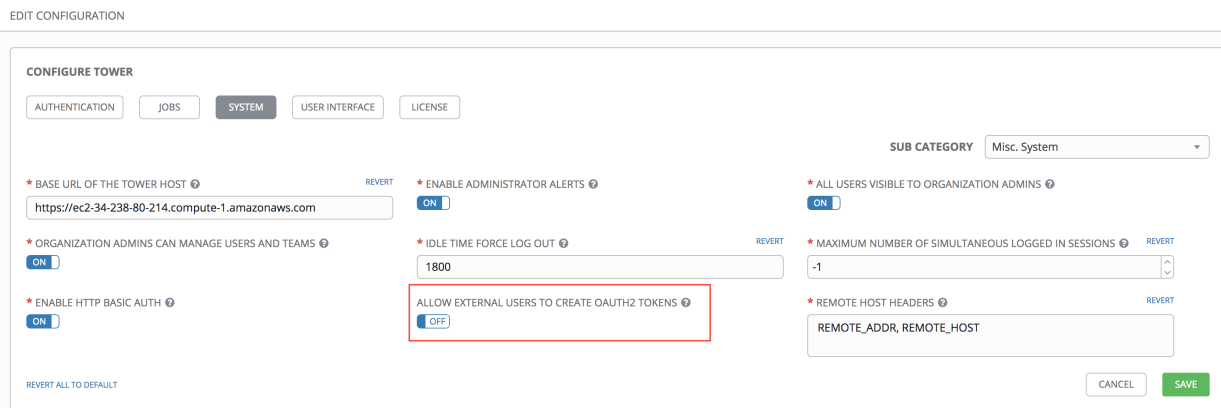 EDIT CONFIGURATION
CONFIGURE TOWER
AUTHENTICATION JOBS SYSTEM USER INTERFACE LICENSE
SUB CATEGORY Misc. System
* BASE URL OF THE TOWER HOST ? REVERT
https://ec2-34-238-80-214.compute-1.amazonaws.com
* ENABLE ADMINISTRATOR ALERTS ?
ON
* ALL USERS VISIBLE TO ORGANIZATION ADMINS ?
ON
* ORGANIZATION ADMINS CAN MANAGE USERS AND TEAMS ?
ON
* IDLE TIME FORCE LOG OUT ? REVERT
1800
* MAXIMUM NUMBER OF SIMULTANEOUS LOGGED IN SESSIONS ? REVERT
-1
* ENABLE HTTP BASIC AUTH ?
ON
ALLOW EXTERNAL USERS TO CREATE OAUTH2 TOKENS ?
OFF
* REMOTE HOST HEADERS ? REVERT
REMOTE_ADDR, REMOTE_HOST
REVERT ALL TO DEFAULT
CANCEL SAVE